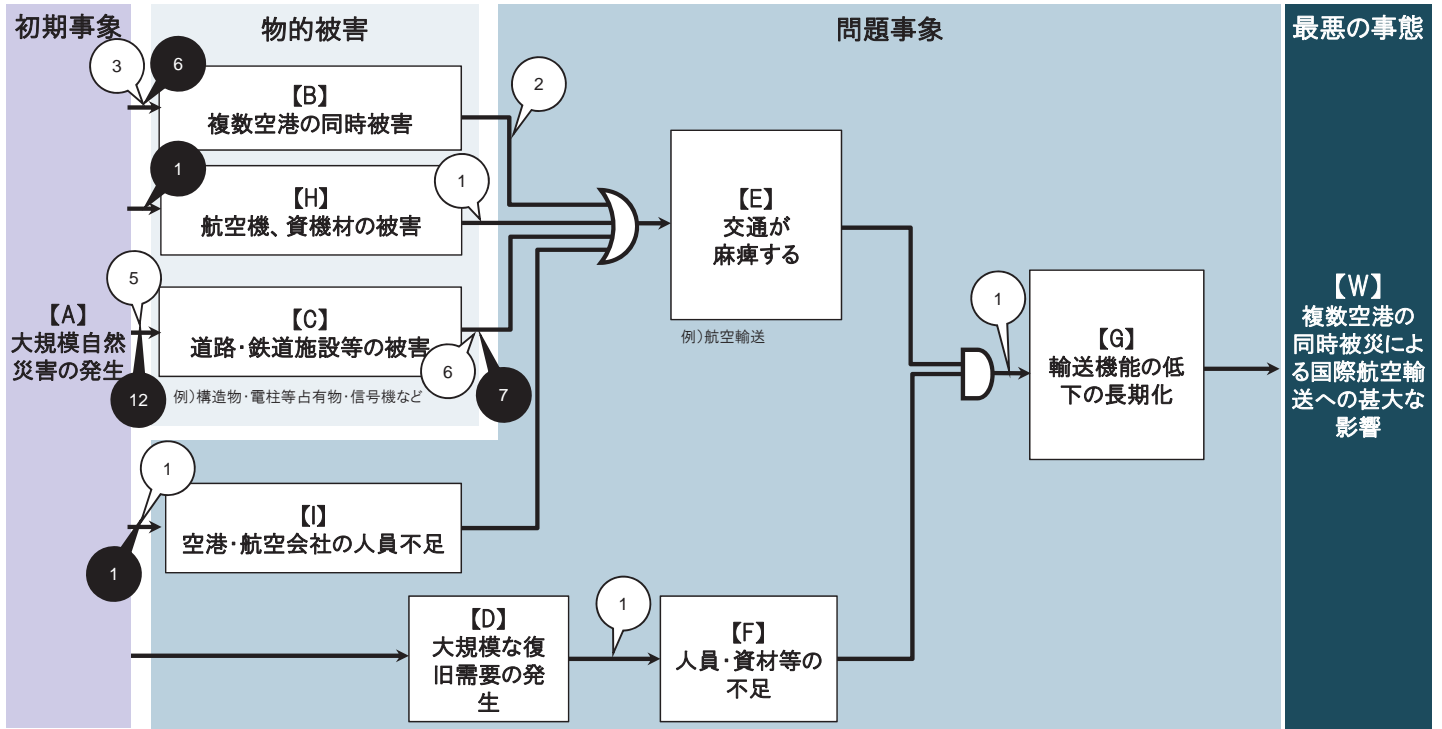 初期事象
物的被害
問題事象
最悪の事態
3
6
2
【B】
複数空港の同時被害
1
1
【H】
航空機、資機材の被害
【E】
交通が
麻痺する
例)航空輸送
5
【A】
大規模自然
災害の発生
【C】
道路・鉄道施設等の被害
6
7
12
例)構造物・電柱等占有物・信号機など
1
【G】
輸送機能の低
下の長期化
【W】
複数空港の
同時被災によ
る国際航空輸
送への甚大な
影響
1
【I】
空港・航空会社の人員不足
1
【D】
大規模な復
旧需要の発
生
1
【F】
人員・資材等の
不足